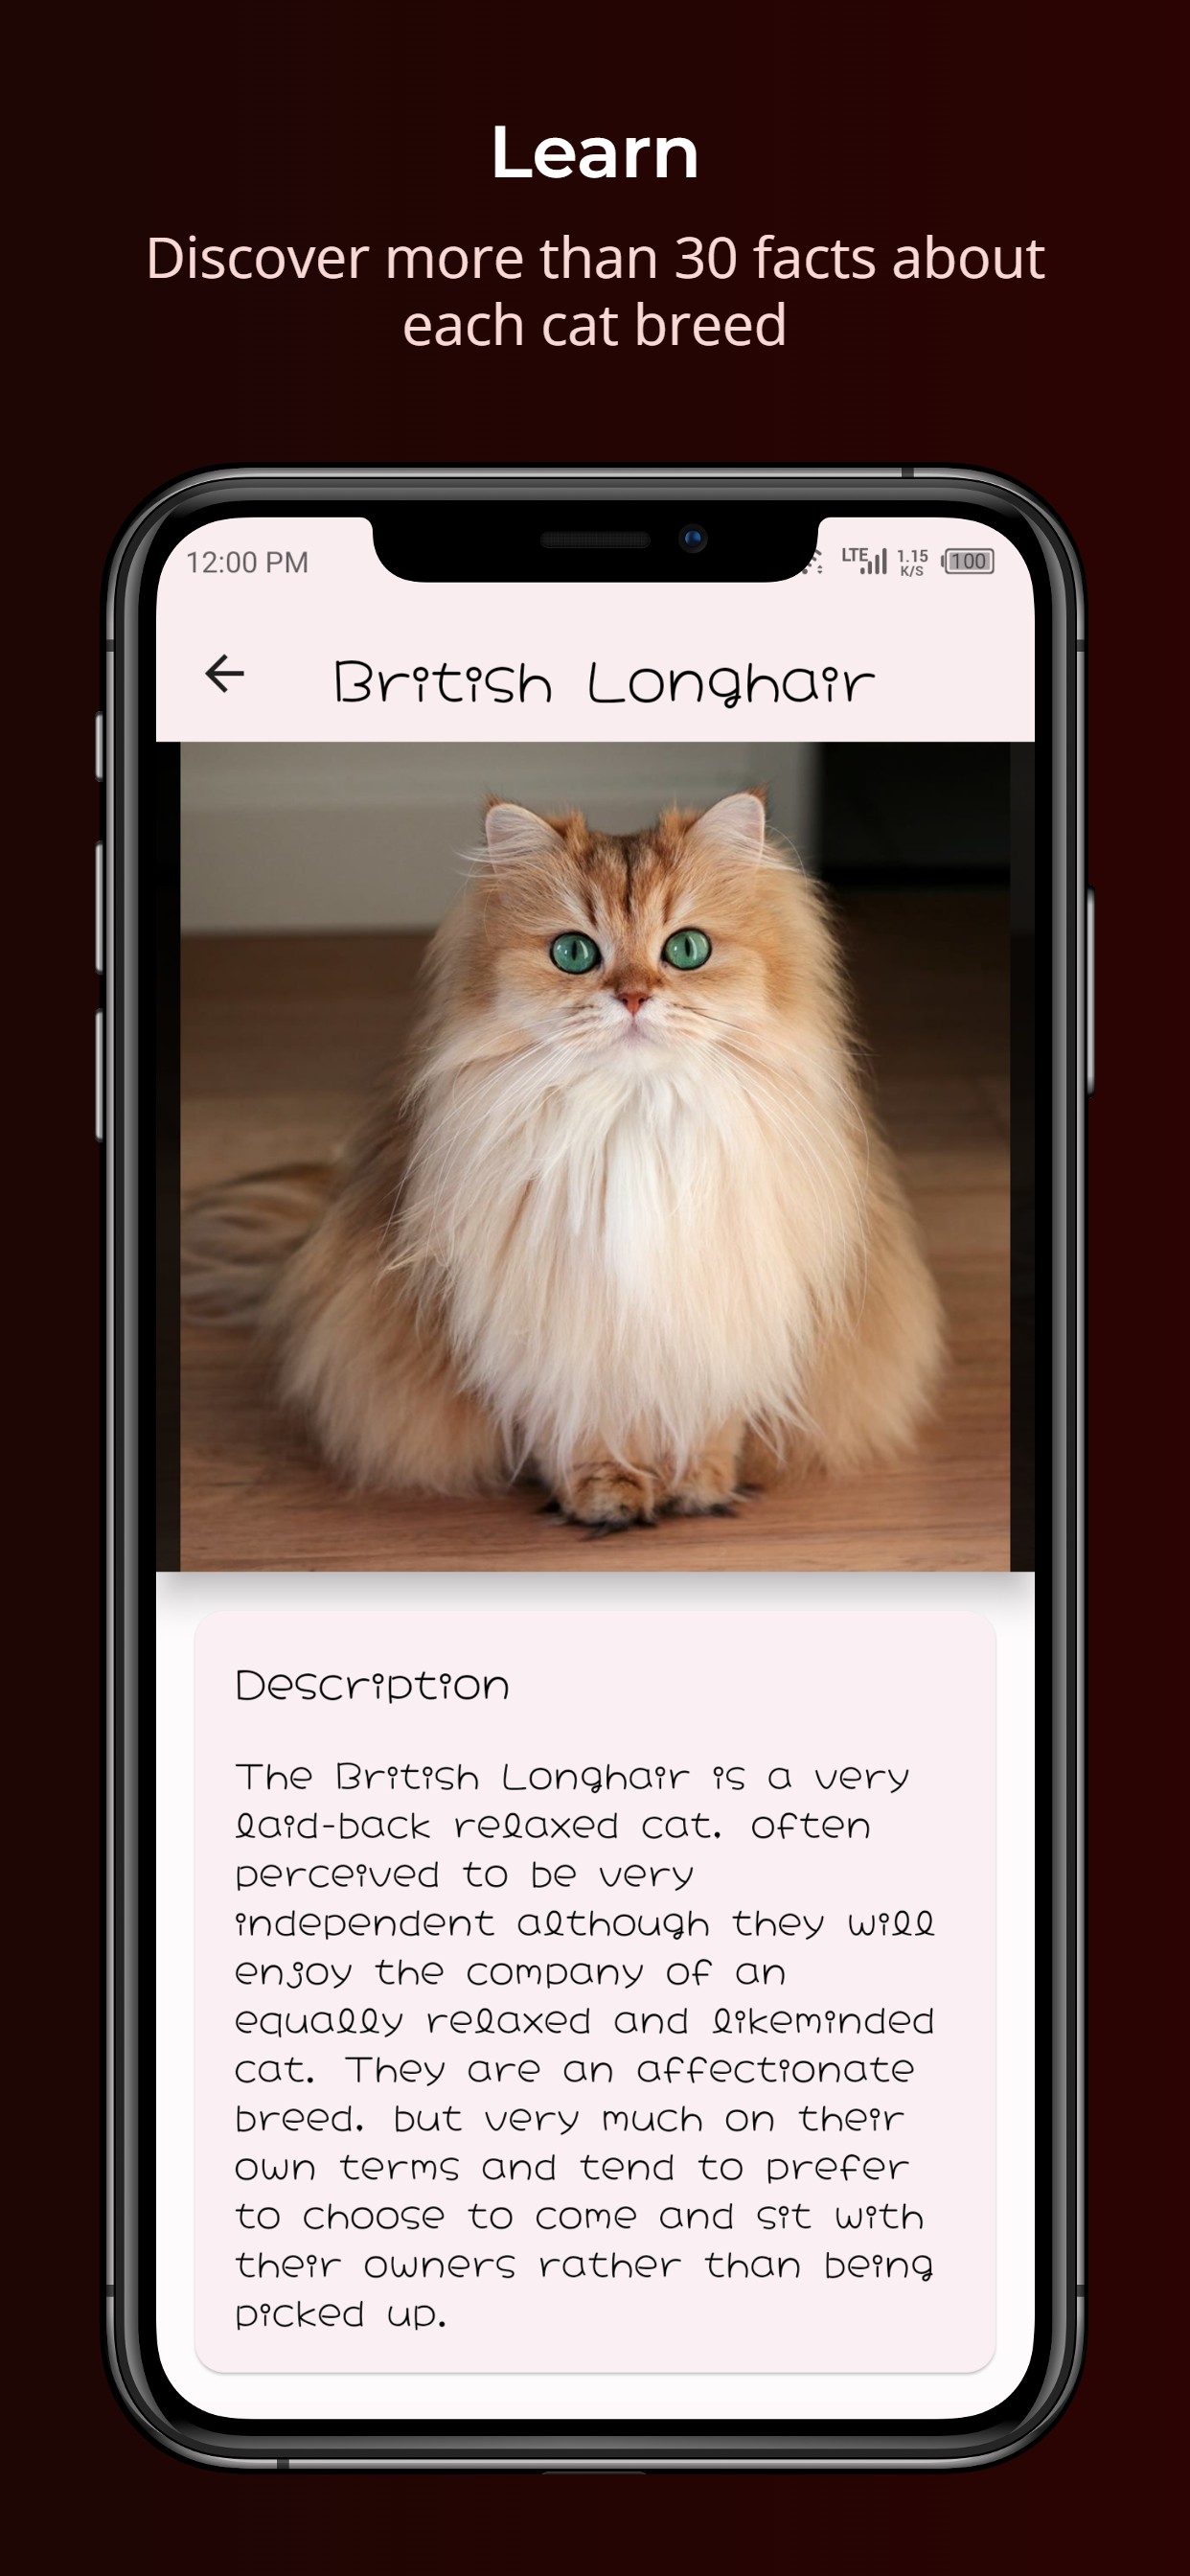 Learn
Discover more than 30 facts about
each cat breed
12:00 PM
LTE 1.15 K/S 100
British Longhair
Description
The British Longhair is a very
laid-back relaxed cat, often
perceived to be very
independent although they will
enjoy the company of an
equally relaxed and likeminded
cat. They are an affectionate
breed, but very much on their
own terms and tend to prefer
to choose to come and sit with
their owners rather than being
picked up.